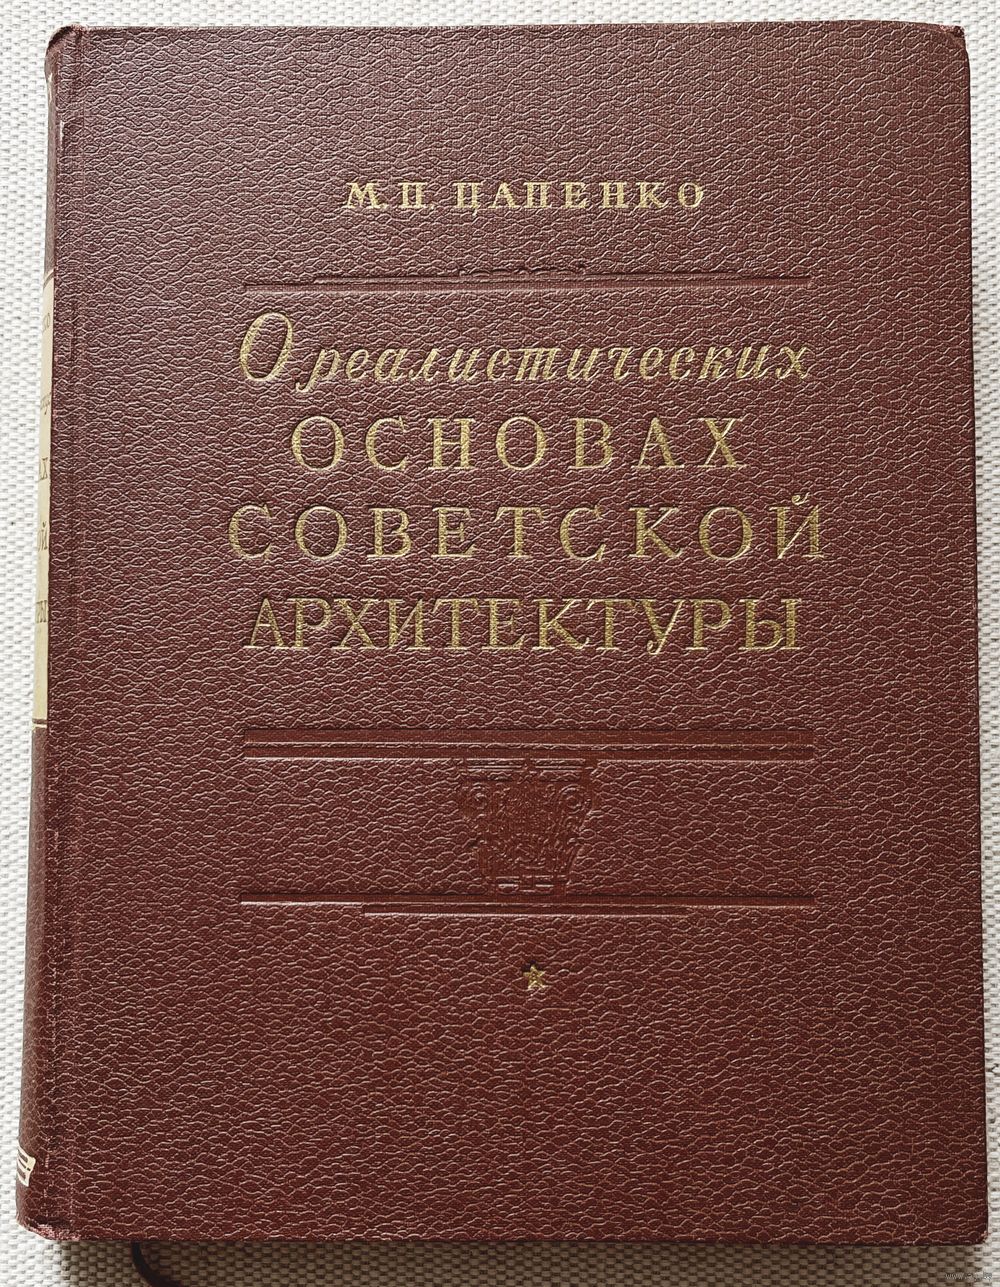 М. П. ЦАПЕНКО
О реалистических
ОСНОВАХ
СОВЕТСКОЙ
АРХИТЕКТУРЫ